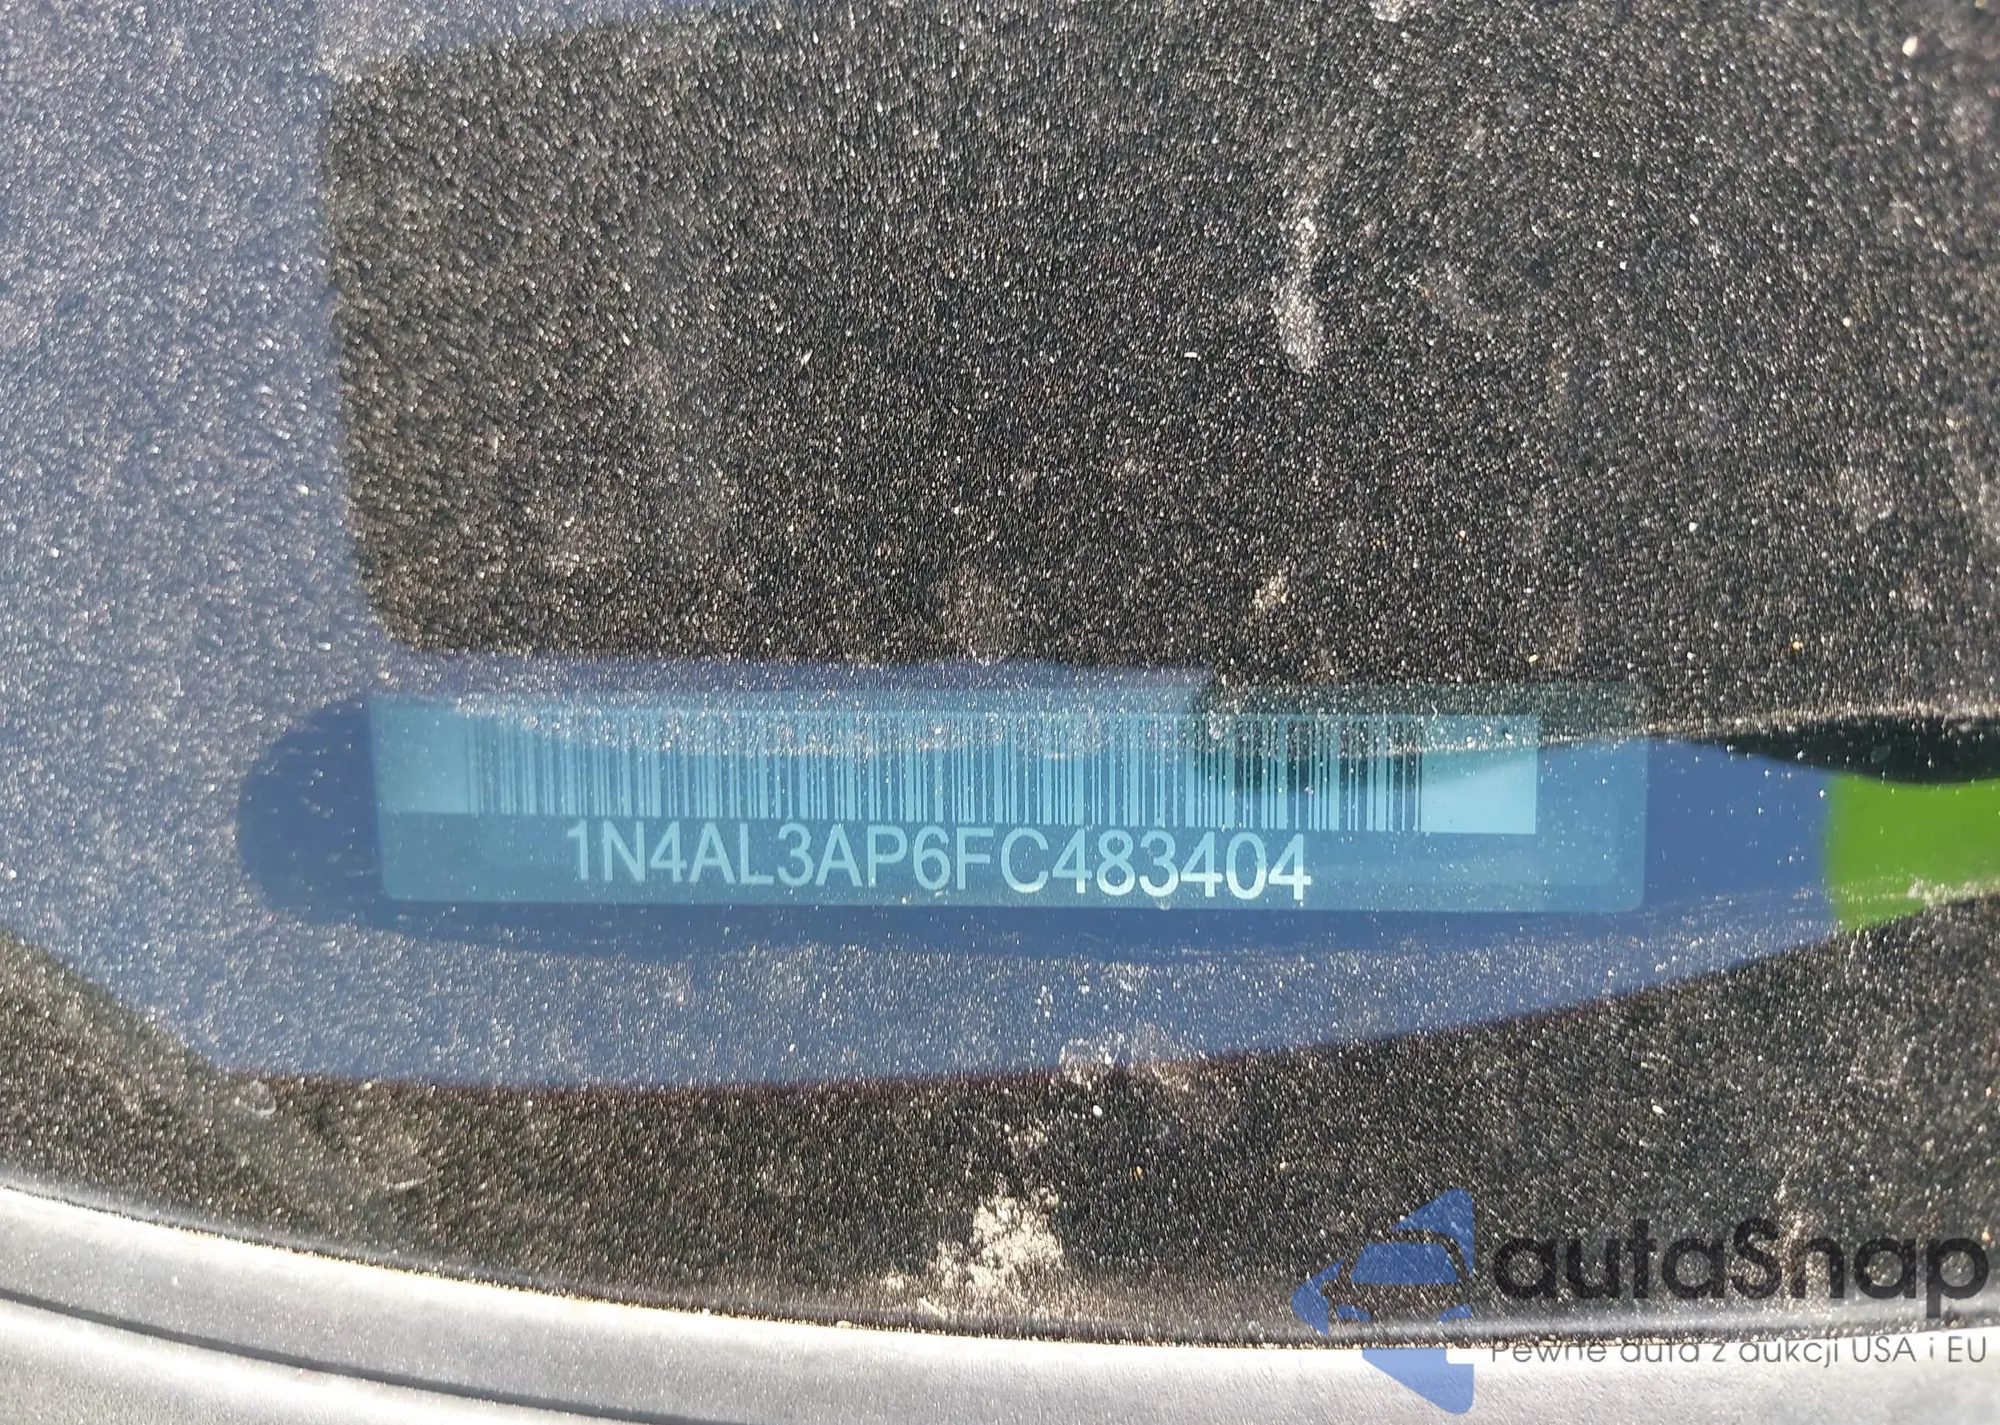 1N4AL3AP6FC483404
autaSnap
Pewne auta z aukcji USA i EU